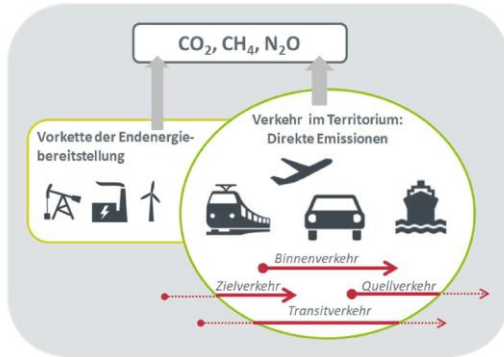 CO₂, CH₄, N₂O
Vorkette der Endenergie-
bereitstellung
Verkehr im Territorium:
Direkte Emissionen
Binnenverkehr
Zielverkehr
Quellverkehr
Transitverkehr